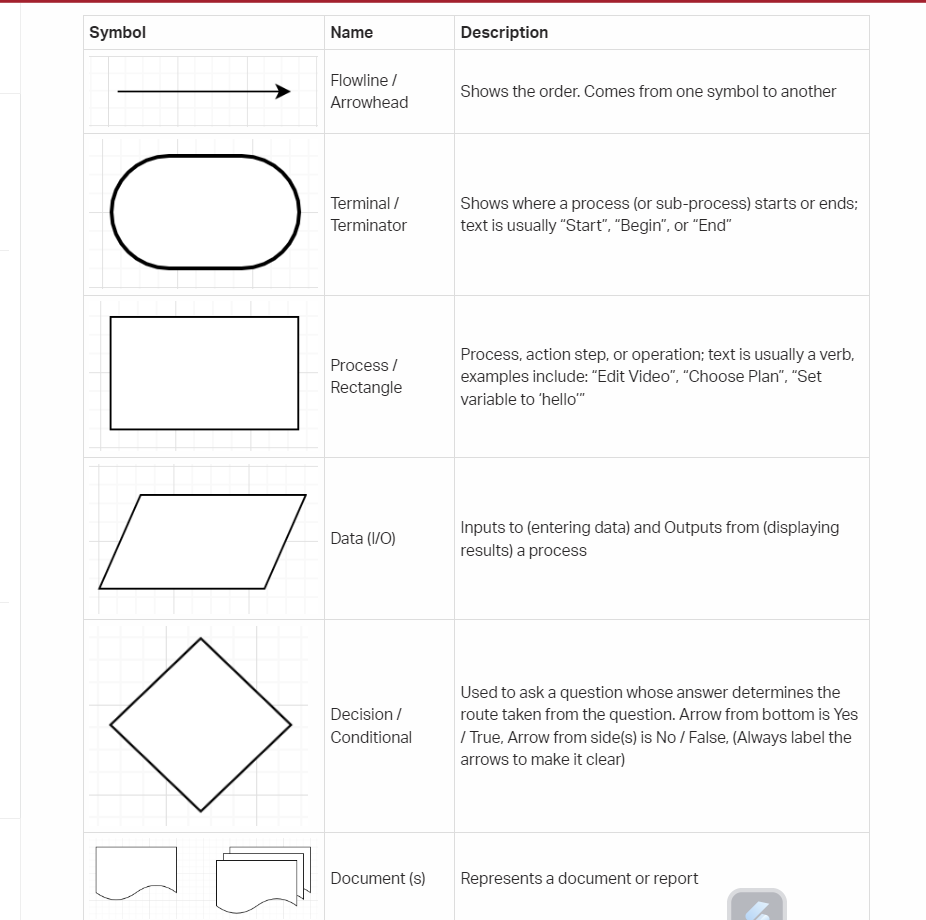 Symbol Name Description
Flowline /
Arrowhead
Shows the order. Comes from one symbol to another
Terminal /
Terminator
Shows where a process (or sub-process) starts or ends;
text is usually “Start”, “Begin”, or “End”
Process /
Rectangle
Process, action step, or operation; text is usually a verb,
examples include: “Edit Video”, “Choose Plan”, “Set
variable to ‘hello’”
Data (I/O)
Inputs to (entering data) and Outputs from (displaying
results) a process
Decision /
Conditional
Used to ask a question whose answer determines the
route taken from the question. Arrow from bottom is Yes
/ True, Arrow from side(s) is No / False, (Always label the
arrows to make it clear)
Document (s)
Represents a document or report